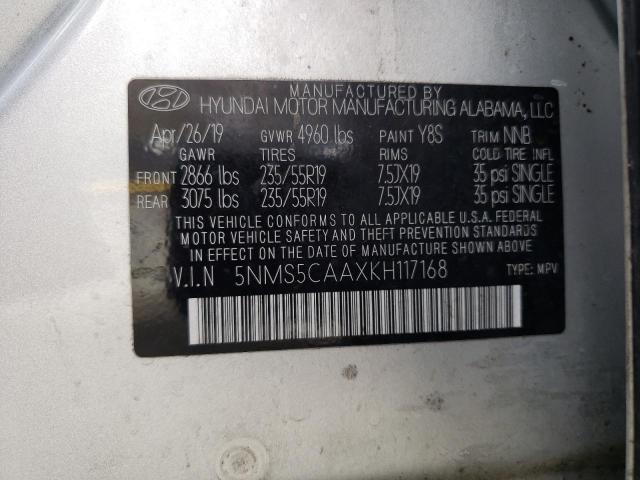 MANUFACTURED BY
HYUNDAI MOTOR MANUFACTURING ALABAMA, LLC
Apr/26/19 GVWR 4960 lbs PAINT Y8S TRIM NNB
GAWR TIRES RIMS COLD TIRE INFL
FRONT 2866 lbs 235/55R19 7.5JX19 35 psi SINGLE
REAR 3075 lbs 235/55R19 7.5JX19 35 psi SINGLE
THIS VEHICLE CONFORMS TO ALL APPLICABLE U.S.A. FEDERAL
MOTOR VEHICLE SAFETY AND THEFT PREVENTION STANDARDS
IN EFFECT ON THE DATE OF MANUFACTURE SHOWN ABOVE.
V.I.N 5NMS5CAAXKH117168 TYPE: MPV